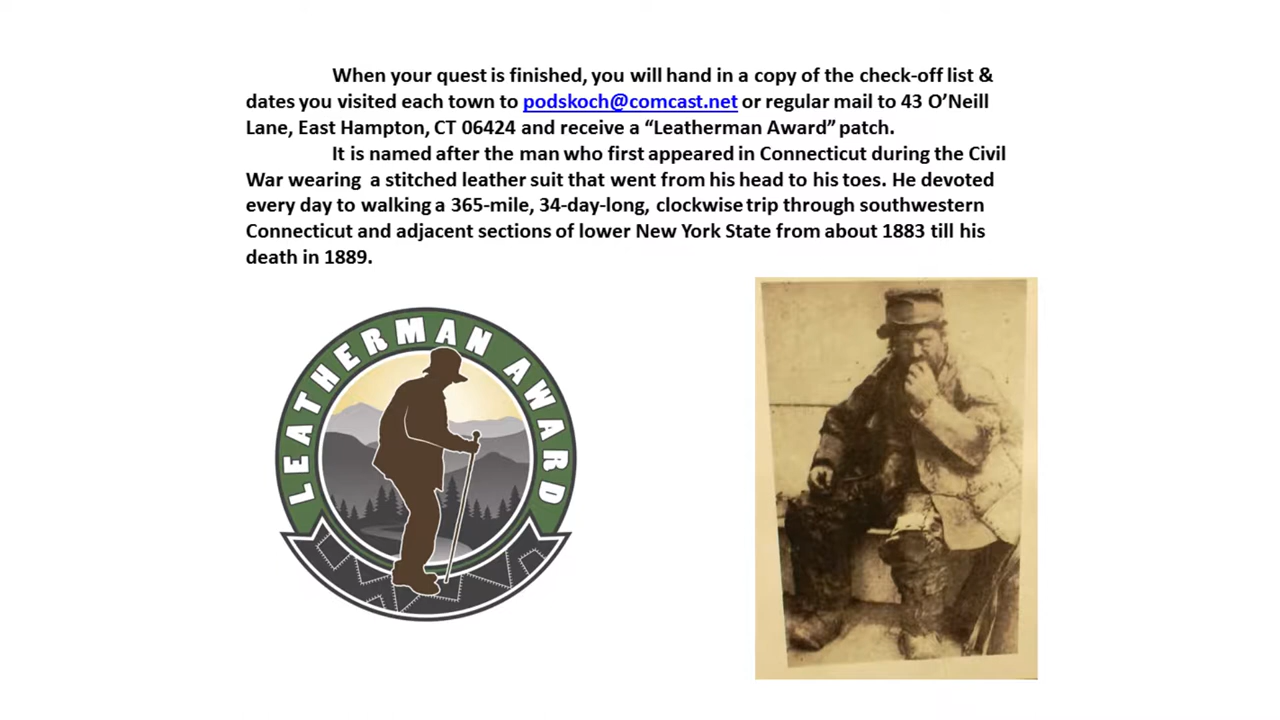 When your quest is finished, you will hand in a copy of the check-off list &
dates you visited each town to podskoch@comcast.net or regular mail to 43 O’Neill
Lane, East Hampton, CT 06424 and receive a “Leatherman Award” patch.
It is named after the man who first appeared in Connecticut during the Civil
War wearing a stitched leather suit that went from his head to his toes. He devoted
every day to walking a 365-mile, 34-day-long, clockwise trip through southwestern
Connecticut and adjacent sections of lower New York State from about 1883 till his
death in 1889.
LEATHERMAN AWARD